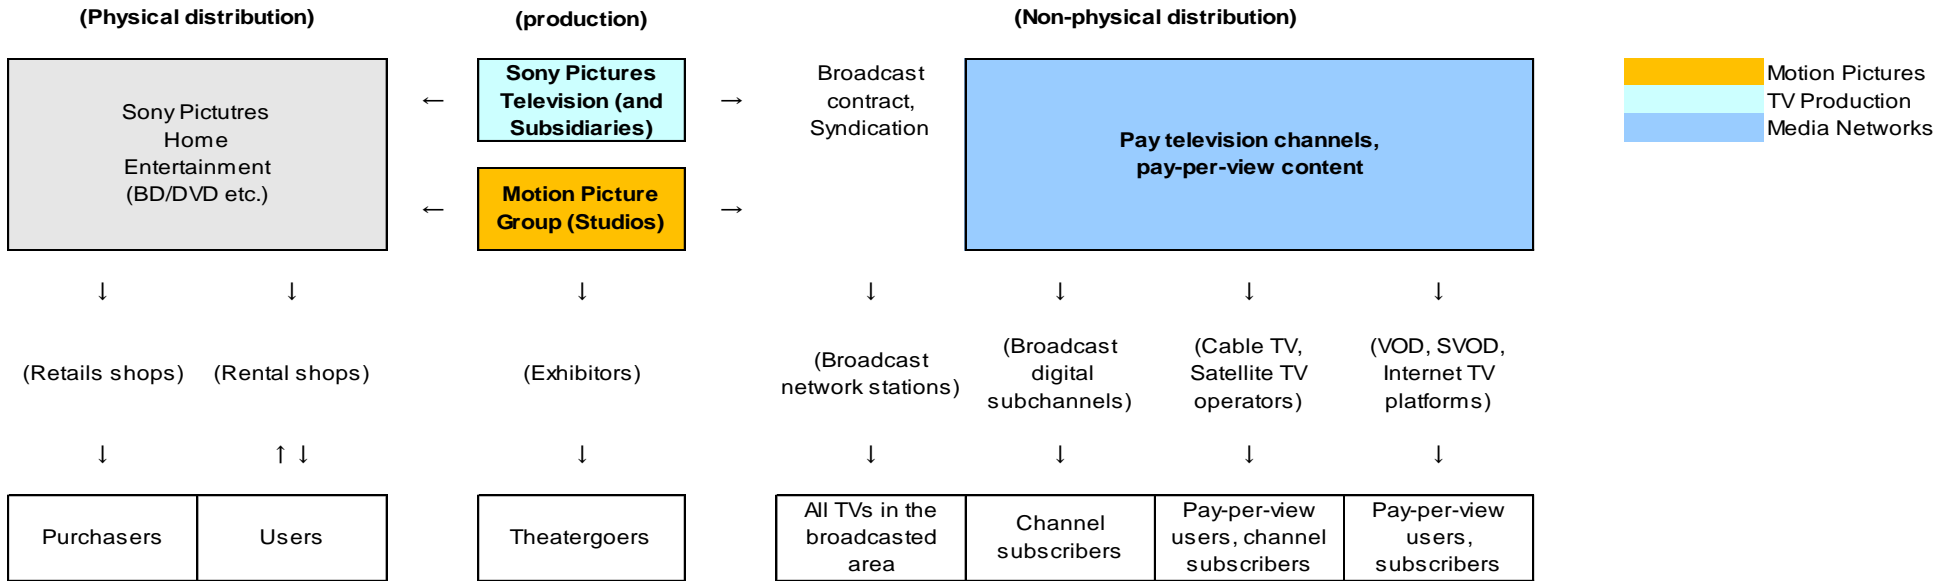 (Physical distribution)
(production)
(Non-physical distribution)
Sony Pictutres
Home
Entertainment
(BD/DVD etc.)
←
Sony Pictures
Television (and
Subsidiaries)
→
←
Motion Picture
Group (Studios)
→
Broadcast
contract,
Syndication
Pay television channels,
pay-per-view content
Motion Pictures
TV Production
Media Networks
↓ ↓ ↓ ↓ ↓ ↓ ↓
(Retails shops)
(Rental shops)
(Exhibitors)
(Broadcast
network stations)
(Broadcast
digital
subchannels)
(Cable TV,
Satellite TV
operators)
(VOD, SVOD,
Internet TV
platforms)
↓ ↑ ↓ ↓ ↓ ↓ ↓ ↓
Purchasers
Users
Theatergoers
All TVs in the
broadcasted
area
Channel
subscribers
Pay-per-view
users, channel
subscribers
Pay-per-view
users,
subscribers